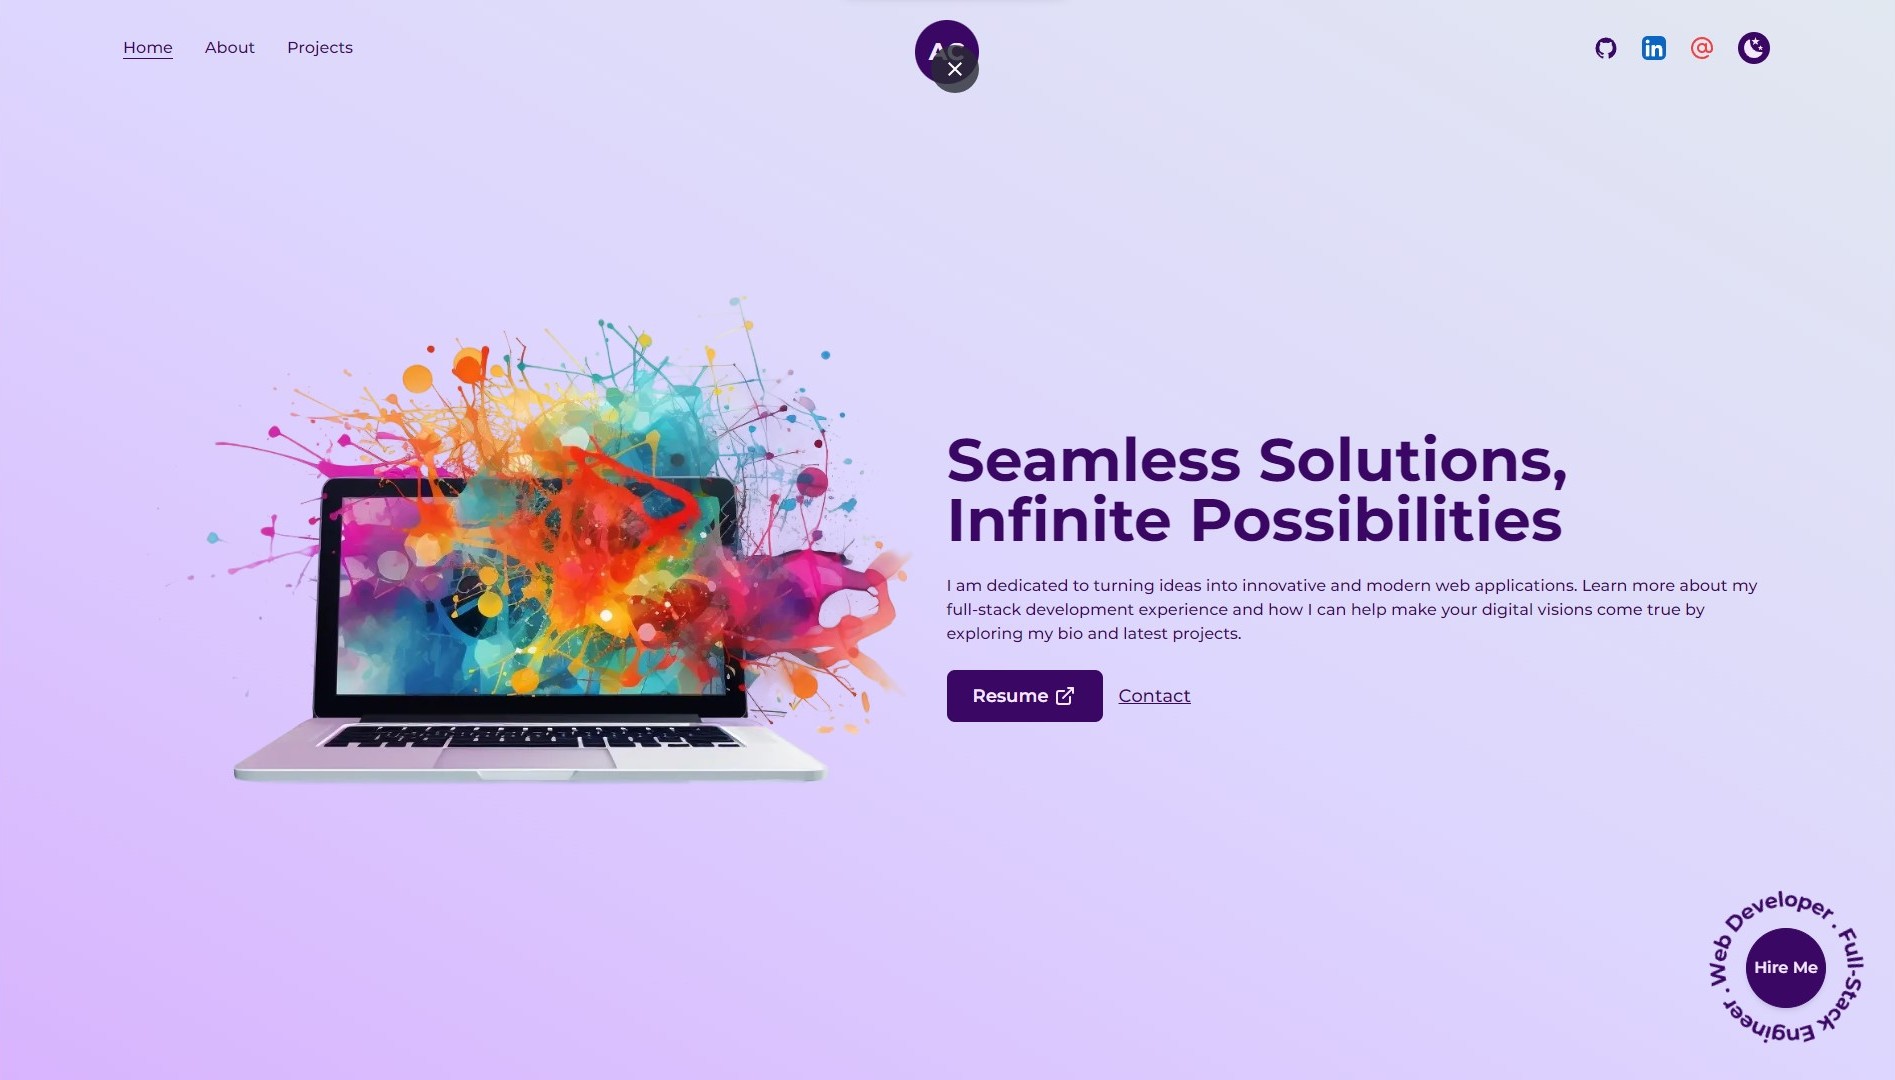 Home
About
Projects
AC
in
@
Seamless Solutions,
Infinite Possibilities
I am dedicated to turning ideas into innovative and modern web applications. Learn more about my
full-stack development experience and how I can help make your digital visions come true by
exploring my bio and latest projects.
Resume
Contact
Web Developer · Full-Stack Engineer ·
Hire Me